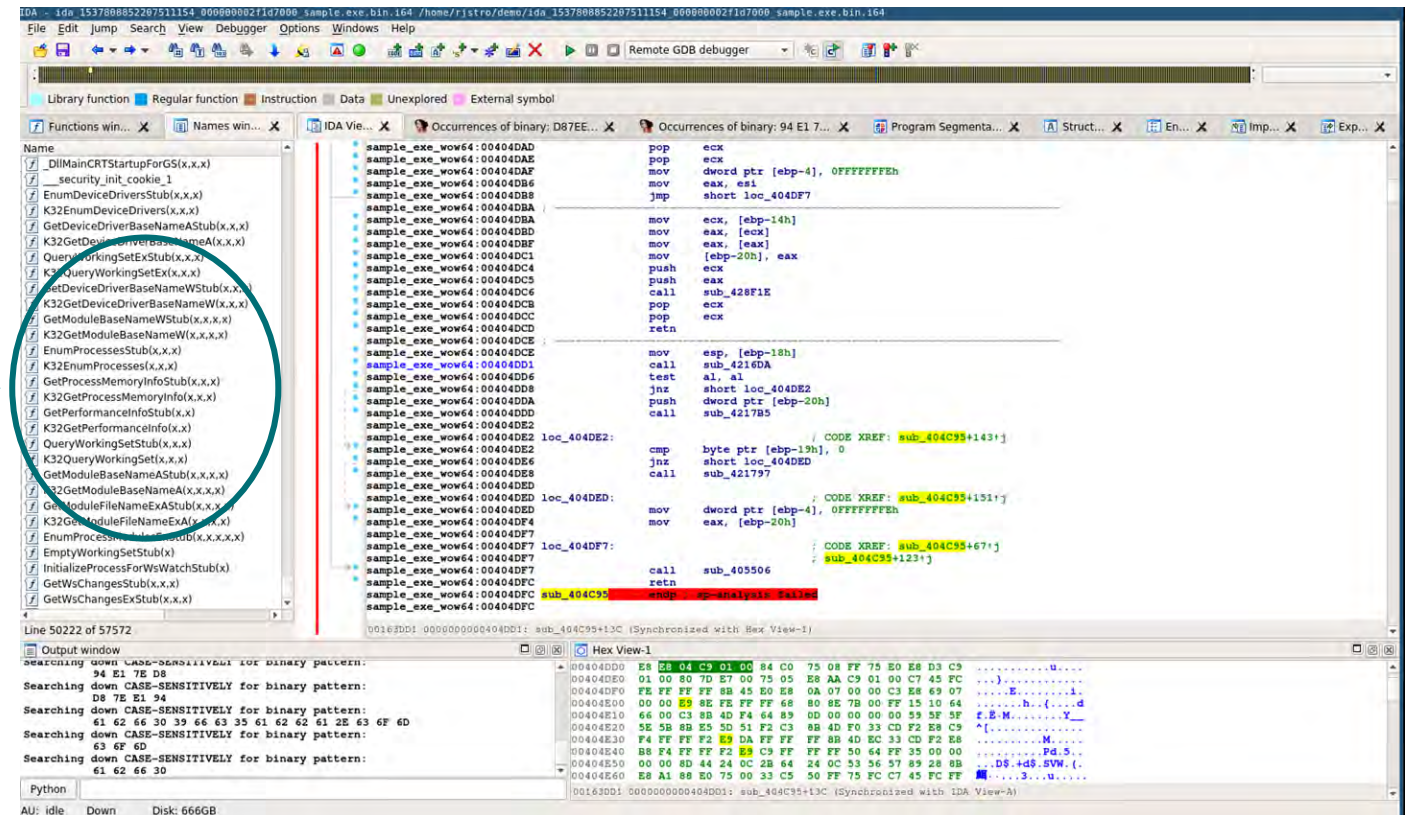 IDA - ida_1537808852207511154_000000002f1d7000_sample.exe.bin.i64 /home/rjstro/demo/ida_1537808852207511154_000000002f1d7000_sample.exe.bin.i64
File Edit Jump Search View Debugger Options Windows Help
Remote GDB debugger
Library function Regular function Instruction Data Unexplored External symbol
Functions win... Names win... IDA Vie... Occurrences of binary: D87EE... Occurrences of binary: 94 E1 7... Program Segmenta... Struct... En... Imp... Exp...
Name
_DllMainCRTStartupForGS(x,x,x)
___security_init_cookie_1
EnumDeviceDriversStub(x,x,x)
K32EnumDeviceDrivers(x,x,x)
GetDeviceDriverBaseNameAStub(x,x,x)
K32GetDeviceDriverBaseNameA(x,x,x)
QueryWorkingSetExStub(x,x,x)
K32QueryWorkingSetEx(x,x,x)
GetDeviceDriverBaseNameWStub(x,x,x)
K32GetDeviceDriverBaseNameW(x,x,x)
GetModuleBaseNameWStub(x,x,x,x)
K32GetModuleBaseNameW(x,x,x,x)
EnumProcessesStub(x,x,x)
K32EnumProcesses(x,x,x)
GetProcessMemoryInfoStub(x,x,x)
K32GetProcessMemoryInfo(x,x,x)
GetPerformanceInfoStub(x,x)
K32GetPerformanceInfo(x,x)
QueryWorkingSetStub(x,x,x)
K32QueryWorkingSet(x,x,x)
GetModuleBaseNameAStub(x,x,x,x)
K32GetModuleBaseNameA(x,x,x,x)
GetModuleFileNameExAStub(x,x,x,x)
K32GetModuleFileNameExA(x,x,x,x)
EnumProcessModulesExStub(x,x,x,x,x)
EmptyWorkingSetStub(x)
InitializeProcessForWsWatchStub(x)
GetWsChangesStub(x,x,x)
GetWsChangesExStub(x,x,x)
Line 50222 of 57572
sample_exe_wow64:00404DAD pop ecx
sample_exe_wow64:00404DAE pop ecx
sample_exe_wow64:00404DAF mov dword ptr [ebp-4], 0FFFFFFFEh
sample_exe_wow64:00404DB6 mov eax, esi
sample_exe_wow64:00404DB8 jmp short loc_404DF7
sample_exe_wow64:00404DBA ;
sample_exe_wow64:00404DBA mov ecx, [ebp-14h]
sample_exe_wow64:00404DBD mov eax, [ecx]
sample_exe_wow64:00404DBF mov eax, [eax]
sample_exe_wow64:00404DC1 mov [ebp-20h], eax
sample_exe_wow64:00404DC4 push ecx
sample_exe_wow64:00404DC5 push eax
sample_exe_wow64:00404DC6 call sub_428F1E
sample_exe_wow64:00404DCB pop ecx
sample_exe_wow64:00404DCC pop ecx
sample_exe_wow64:00404DCD retn
sample_exe_wow64:00404DCE ;
sample_exe_wow64:00404DCE mov esp, [ebp-18h]
sample_exe_wow64:00404DD1 call sub_4216DA
sample_exe_wow64:00404DD6 test al, al
sample_exe_wow64:00404DD8 jnz short loc_404DE2
sample_exe_wow64:00404DDA push dword ptr [ebp-20h]
sample_exe_wow64:00404DDD call sub_4217B5
sample_exe_wow64:00404DE2
sample_exe_wow64:00404DE2 loc_404DE2: ; CODE XREF: sub_404C95+143↑j
sample_exe_wow64:00404DE2 cmp byte ptr [ebp-19h], 0
sample_exe_wow64:00404DE6 jnz short loc_404DED
sample_exe_wow64:00404DE8 call sub_421797
sample_exe_wow64:00404DED
sample_exe_wow64:00404DED loc_404DED: ; CODE XREF: sub_404C95+151↑j
sample_exe_wow64:00404DED mov dword ptr [ebp-4], 0FFFFFFFEh
sample_exe_wow64:00404DF4 mov eax, [ebp-20h]
sample_exe_wow64:00404DF7
sample_exe_wow64:00404DF7 loc_404DF7: ; CODE XREF: sub_404C95+67↑j
sample_exe_wow64:00404DF7 ; sub_404C95+123↑j
sample_exe_wow64:00404DF7 call sub_405506
sample_exe_wow64:00404DFC retn
sample_exe_wow64:00404DFC sub_404C95 endp ; sp-analysis failed
sample_exe_wow64:00404DFC
00163DD1 0000000000404DD1: sub_404C95+13C (Synchronized with Hex View-1)
Output window
Searching down CASE-SENSITIVELY for binary pattern:
94 E1 7E D8
Searching down CASE-SENSITIVELY for binary pattern:
D8 7E E1 94
Searching down CASE-SENSITIVELY for binary pattern:
61 62 66 30 39 66 63 35 61 62 62 61 2E 63 6F 6D
Searching down CASE-SENSITIVELY for binary pattern:
63 6F 6D
Searching down CASE-SENSITIVELY for binary pattern:
61 62 66 30
Python
Hex View-1
00404DD0 E8 E8 04 C9 01 00 84 C0 75 08 FF 75 E0 E8 D3 C9 .........u....
00404DE0 01 00 80 7D E7 00 75 05 E8 AA C9 01 00 C7 45 FC
00404DF0 FE FF FF FF 8B 45 E0 E8 0A 07 00 00 C3 E8 69 07
00404E00 00 00 E9 8E FE FF FF 68 80 8E 7B 00 FF 15 10 64
00404E10 66 00 C3 8B 4D F4 64 89 0D 00 00 00 00 59 5F 5F
00404E20 5E 5B 8B E5 5D 51 F2 C3 8B 4D F0 33 CD F2 E8 C9
00404E30 F4 FF FF F2 E9 DA FF FF FF 8B 4D EC 33 CD F2 E8
00404E40 B8 F4 FF FF F2 E9 C9 FF FF FF 50 64 FF 35 00 00
00404E50 00 00 8D 44 24 0C 2B 64 24 0C 53 56 57 89 28 8B
00404E60 E8 A1 88 E0 75 00 33 C5 50 FF 75 FC C7 45 FC FF
00163DD1 0000000000404DD1: sub_404C95+13C (Synchronized with IDA View-A)
AU: idle Down Disk: 666GB